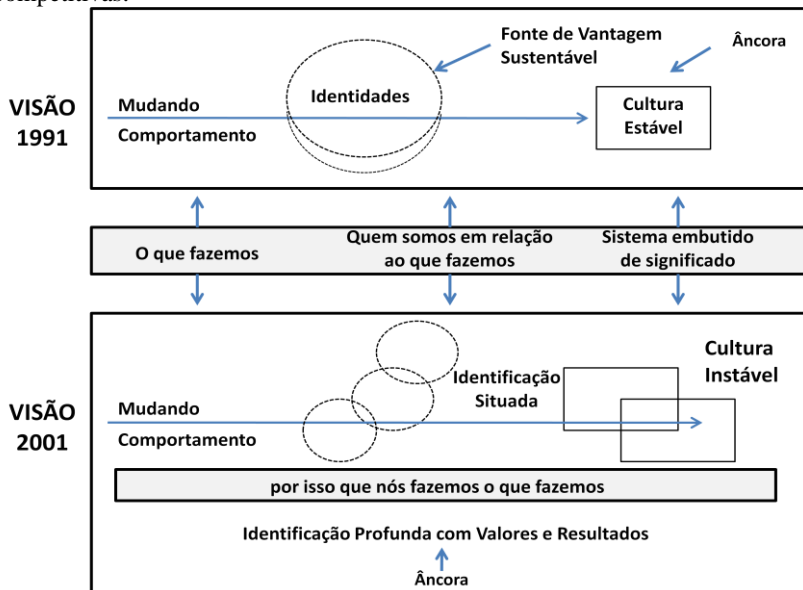 ompetitivas.
Fonte de Vantagem
Sustentável
Âncora
VISÃO
1991
Mudando
Comportamento
Identidades
Cultura
Estável
O que fazemos
Quem somos em relação
ao que fazemos
Sistema embutido
de significado
VISÃO
2001
Mudando
Comportamento
Identificação
Situada
Cultura
Instável
por isso que nós fazemos o que fazemos
Identificação Profunda com Valores e Resultados
Âncora